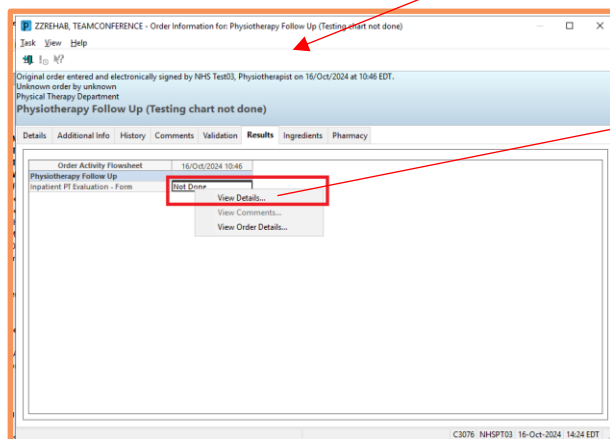 ZZREHAB, TEAMCONFERENCE - Order Information for: Physiotherapy Follow Up (Testing chart not done)
Task View Help
Original order entered and electronically signed by NHS Test03, Physiotherapist on 16/Oct/2024 at 10:46 EDT.
Unknown order by unknown
Physical Therapy Department
Physiotherapy Follow Up (Testing chart not done)
Details Additional Info History Comments Validation Results Ingredients Pharmacy
Order Activity Flowsheet 16/Oct/2024 10:46
Physiotherapy Follow Up
Inpatient PT Evaluation - Form Not Done
View Details...
View Comments...
View Order Details...
C3076 NHSPT03 16-Oct-2024 14:24 EDT